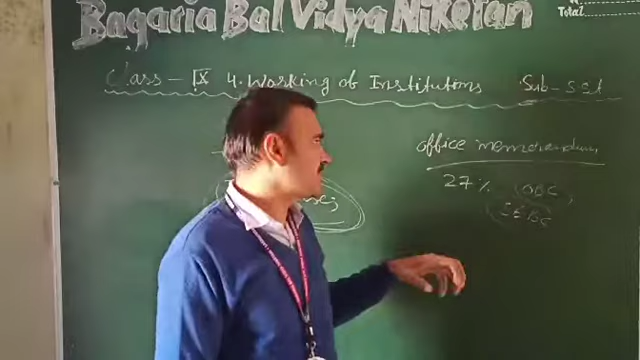 Bagaria Bal Vidya Niketan
Total
Class - IX 4. Working of Institutions Sub - SST
office memorandum
27% OBC
SEBC